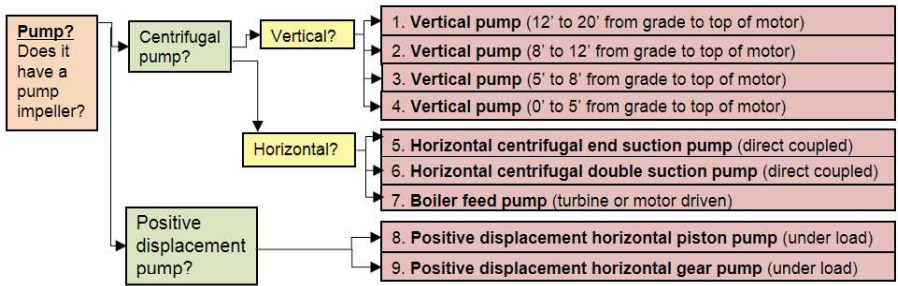 Pump?
Does it
have a
pump
impeller?
Centrifugal
pump?
Vertical?
1. Vertical pump (12’ to 20’ from grade to top of motor)
2. Vertical pump (8’ to 12’ from grade to top of motor)
3. Vertical pump (5’ to 8’ from grade to top of motor)
4. Vertical pump (0’ to 5’ from grade to top of motor)
Horizontal?
5. Horizontal centrifugal end suction pump (direct coupled)
6. Horizontal centrifugal double suction pump (direct coupled)
7. Boiler feed pump (turbine or motor driven)
Positive
displacement
pump?
8. Positive displacement horizontal piston pump (under load)
9. Positive displacement horizontal gear pump (under load)